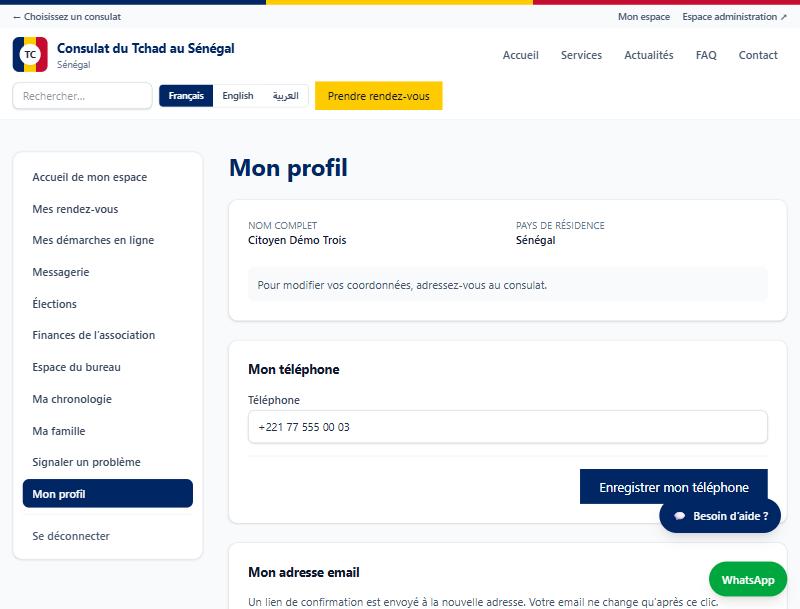 ← Choisissez un consulat
Mon espace
Espace administration ↗
TC
Consulat du Tchad au Sénégal
Sénégal
Accueil
Services
Actualités
FAQ
Contact
Rechercher...
Français
English
العربية
Prendre rendez-vous
Accueil de mon espace
Mes rendez-vous
Mes démarches en ligne
Messagerie
Élections
Finances de l'association
Espace du bureau
Ma chronologie
Ma famille
Signaler un problème
Mon profil
Se déconnecter
Mon profil
NOM COMPLET
Citoyen Démo Trois
PAYS DE RÉSIDENCE
Sénégal
Pour modifier vos coordonnées, adressez-vous au consulat.
Mon téléphone
Téléphone
+221 77 555 00 03
Enregistrer mon téléphone
Besoin d'aide ?
Mon adresse email
WhatsApp
Un lien de confirmation est envoyé à la nouvelle adresse. Votre email ne change qu'après ce clic.